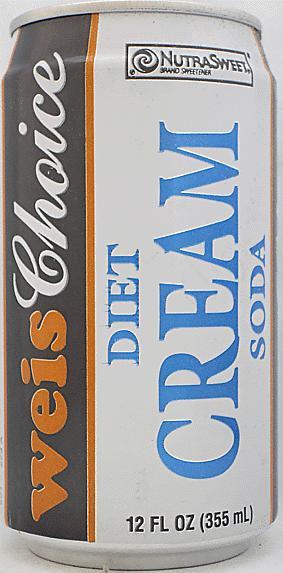 weis Choice
NUTRASWEET
BRAND SWEETENER
DIET
CREAM
SODA
12 FL OZ (355 mL)